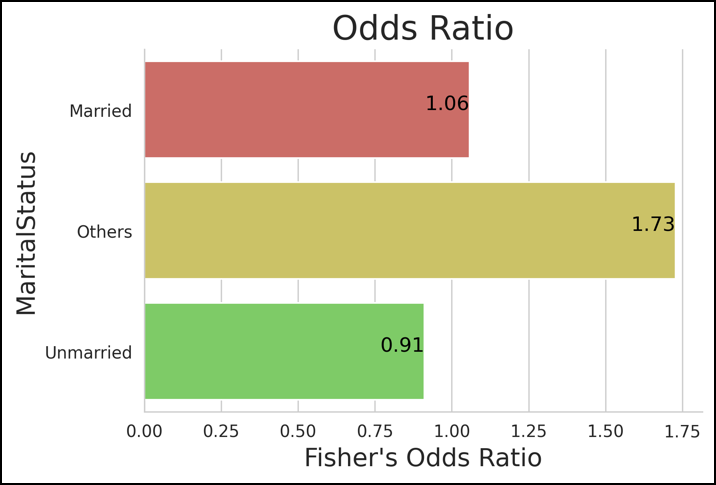 Odds Ratio
MaritalStatus
Married
1.06
Others
1.73
Unmarried
0.91
0.00 0.25 0.50 0.75 1.00 1.25 1.50 1.75
Fisher's Odds Ratio